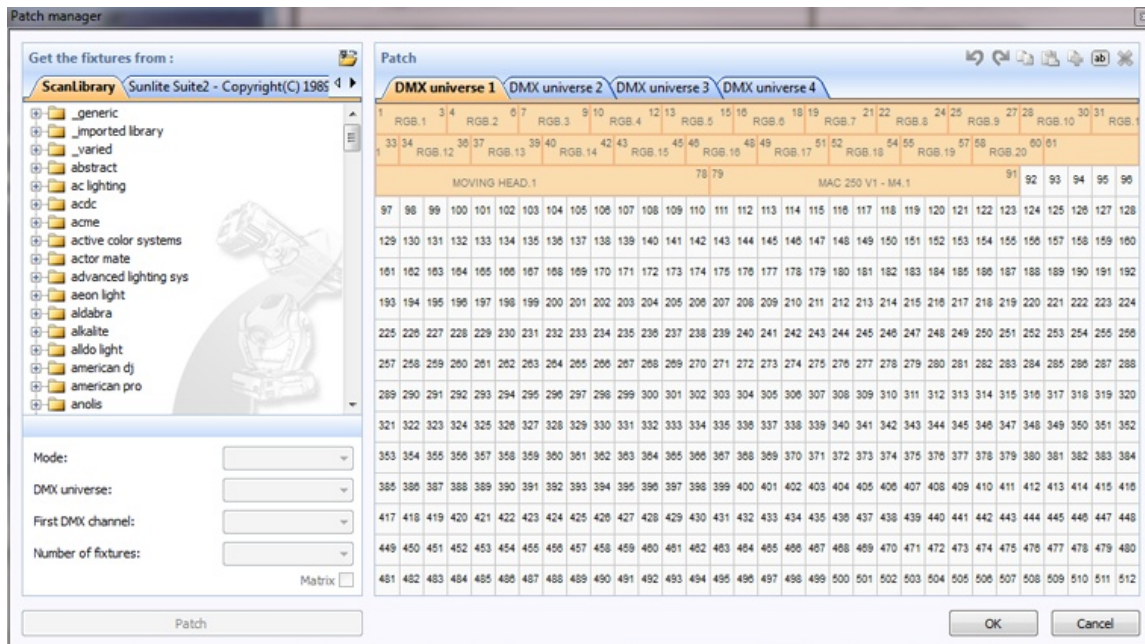 Patch manager
Get the fixtures from :
ScanLibrary Sunlite Suite2 - Copyright(C) 1989
_generic
_imported library
_varied
abstract
ac lighting
acdc
acme
active color systems
actor mate
advanced lighting sys
aeon light
aldabra
alkalite
alldo light
american dj
american pro
anolis
Mode:
DMX universe:
First DMX channel:
Number of fixtures:
Matrix
Patch
Patch
ab
DMX universe 1 DMX universe 2 DMX universe 3 DMX universe 4
1 RGB.1 3 4 RGB.2 6 7 RGB.3 9 10 RGB.4 12 13 RGB.5 15 16 RGB.6 18 19 RGB.7 21 22 RGB.8 24 25 RGB.9 27 28 RGB.10 30 31 RGB.1
1 33 34 RGB.12 36 37 RGB.13 39 40 RGB.14 42 43 RGB.15 45 46 RGB.16 48 49 RGB.17 51 52 RGB.18 54 55 RGB.19 57 58 RGB.20 60 61
MOVING HEAD.1 78 79 MAC 250 V1 - M4.1 91 92 93 94 95 96
97 98 99 100 101 102 103 104 105 106 107 108 109 110 111 112 113 114 115 116 117 118 119 120 121 122 123 124 125 126 127 128
129 130 131 132 133 134 135 136 137 138 139 140 141 142 143 144 145 146 147 148 149 150 151 152 153 154 155 156 157 158 159 160
161 162 163 164 165 166 167 168 169 170 171 172 173 174 175 176 177 178 179 180 181 182 183 184 185 186 187 188 189 190 191 192
193 194 195 196 197 198 199 200 201 202 203 204 205 206 207 208 209 210 211 212 213 214 215 216 217 218 219 220 221 222 223 224
225 226 227 228 229 230 231 232 233 234 235 236 237 238 239 240 241 242 243 244 245 246 247 248 249 250 251 252 253 254 255 256
257 258 259 260 261 262 263 264 265 266 267 268 269 270 271 272 273 274 275 276 277 278 279 280 281 282 283 284 285 286 287 288
289 290 291 292 293 294 295 296 297 298 299 300 301 302 303 304 305 306 307 308 309 310 311 312 313 314 315 316 317 318 319 320
321 322 323 324 325 326 327 328 329 330 331 332 333 334 335 336 337 338 339 340 341 342 343 344 345 346 347 348 349 350 351 352
353 354 355 356 357 358 359 360 361 362 363 364 365 366 367 368 369 370 371 372 373 374 375 376 377 378 379 380 381 382 383 384
385 386 387 388 389 390 391 392 393 394 395 396 397 398 399 400 401 402 403 404 405 406 407 408 409 410 411 412 413 414 415 416
417 418 419 420 421 422 423 424 425 426 427 428 429 430 431 432 433 434 435 436 437 438 439 440 441 442 443 444 445 446 447 448
449 450 451 452 453 454 455 456 457 458 459 460 461 462 463 464 465 466 467 468 469 470 471 472 473 474 475 476 477 478 479 480
481 482 483 484 485 486 487 488 489 490 491 492 493 494 495 496 497 498 499 500 501 502 503 504 505 506 507 508 509 510 511 512
OK
Cancel